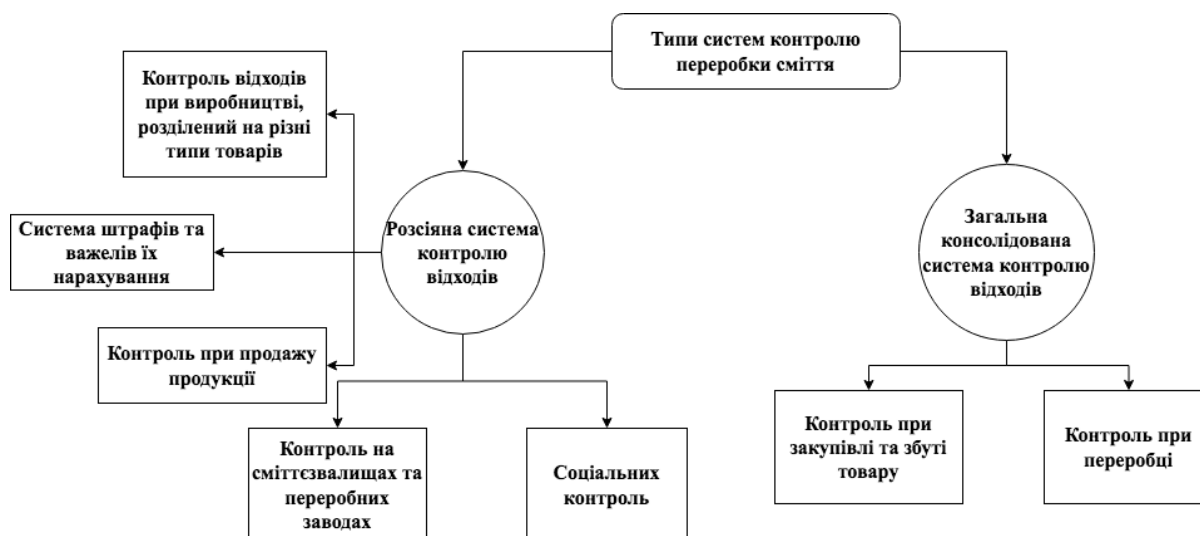 Типи систем контролю
переробки сміття
Контроль відходів
при виробництві,
розділений на різні
типи товарів
Система штрафів та
важелів їх нарахування
Контроль при продажу
продукції
Розсіяна система
контролю
відходів
Загальна
консолідована
система контролю
відходів
Контроль на
сміттєзвалищах та
переробних
заводах
Соціальних
контроль
Контроль при
закупівлі та збуті
товару
Контроль при
переробці